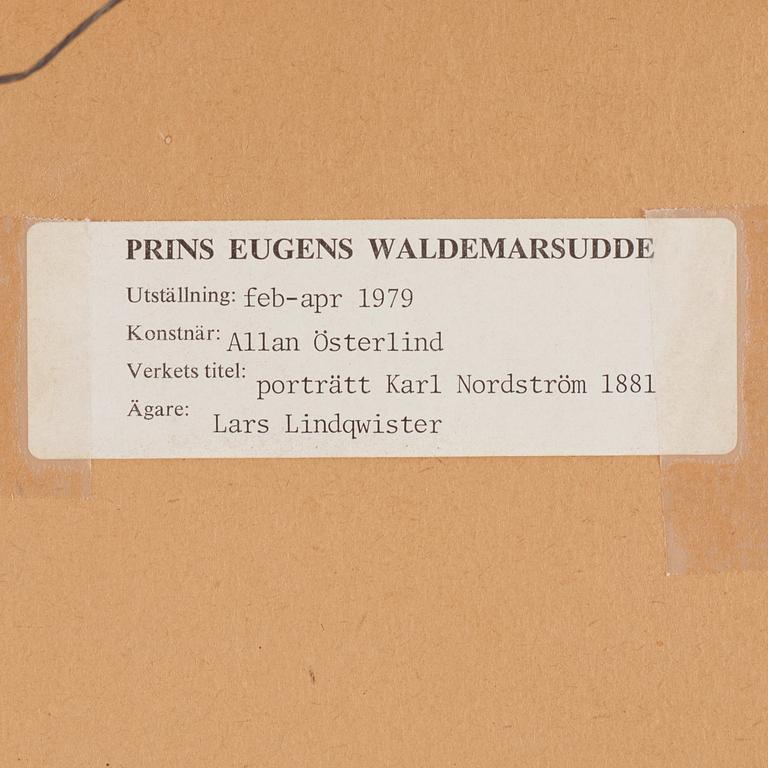 PRINS EUGENS WALDEMARSUDDE
Utställning: feb-apr 1979
Konstnär: Allan Österlind
Verkets titel: porträtt Karl Nordström 1881
Ägare: Lars Lindqwister